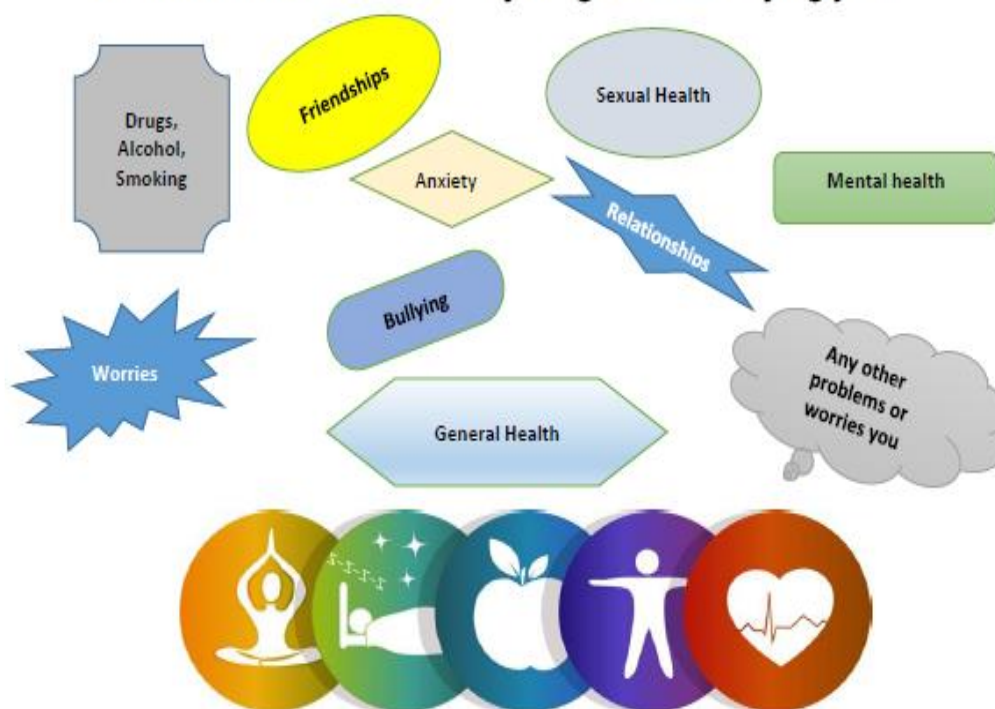 Friendships
Sexual Health
Drugs,
Alcohol,
Smoking
Anxiety
Mental health
Relationships
Bullying
Worries
Any other
problems or
worries you
General Health